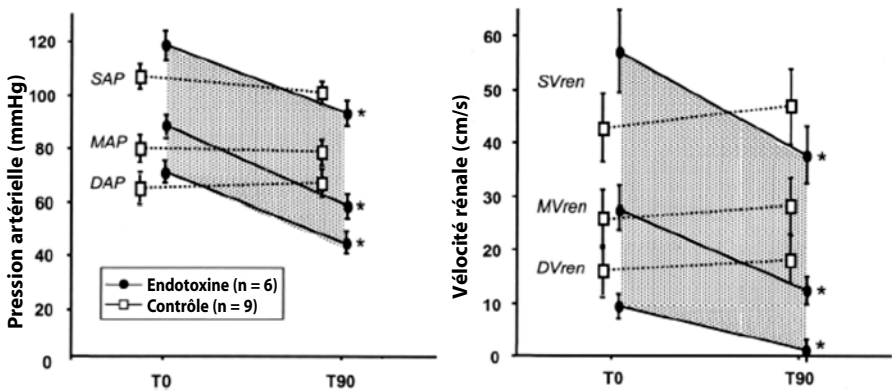 Pression artérielle (mmHg)
120
100
80
60
40
20
0
SAP
MAP
DAP
*
*
*
Endotoxine (n = 6)
Contrôle (n = 9)
T0
T90
Vélocité rénale (cm/s)
60
50
40
30
20
10
0
SVren
MVren
DVren
*
*
*
T0
T90